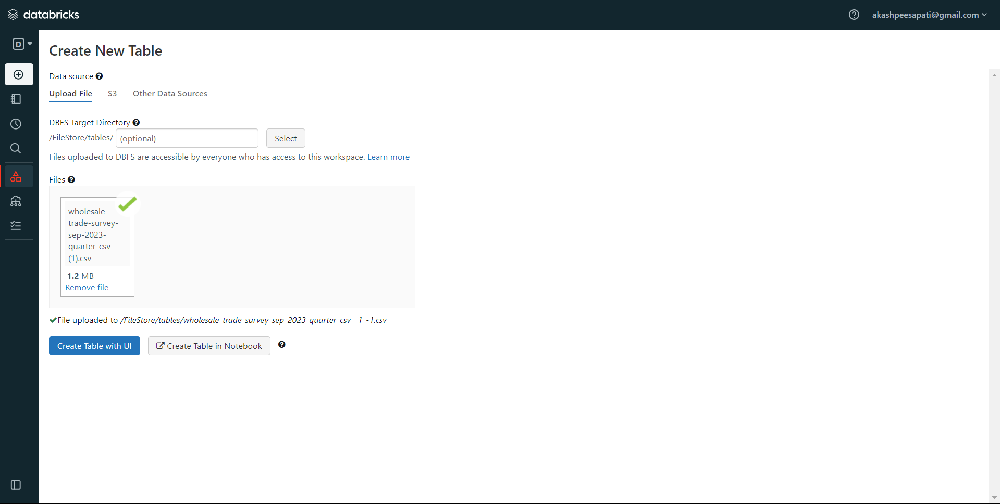 databricks
akashpeesapati@gmail.com
D
Create New Table
Data source
Upload File S3 Other Data Sources
DBFS Target Directory
/FileStore/tables/ (optional) Select
Files uploaded to DBFS are accessible by everyone who has access to this workspace. Learn more
Files
wholesale-
trade-survey-
sep-2023-
quarter-csv
(1).csv
1.2 MB
Remove file
File uploaded to /FileStore/tables/wholesale_trade_survey_sep_2023_quarter_csv__1_-1.csv
Create Table with UI Create Table in Notebook